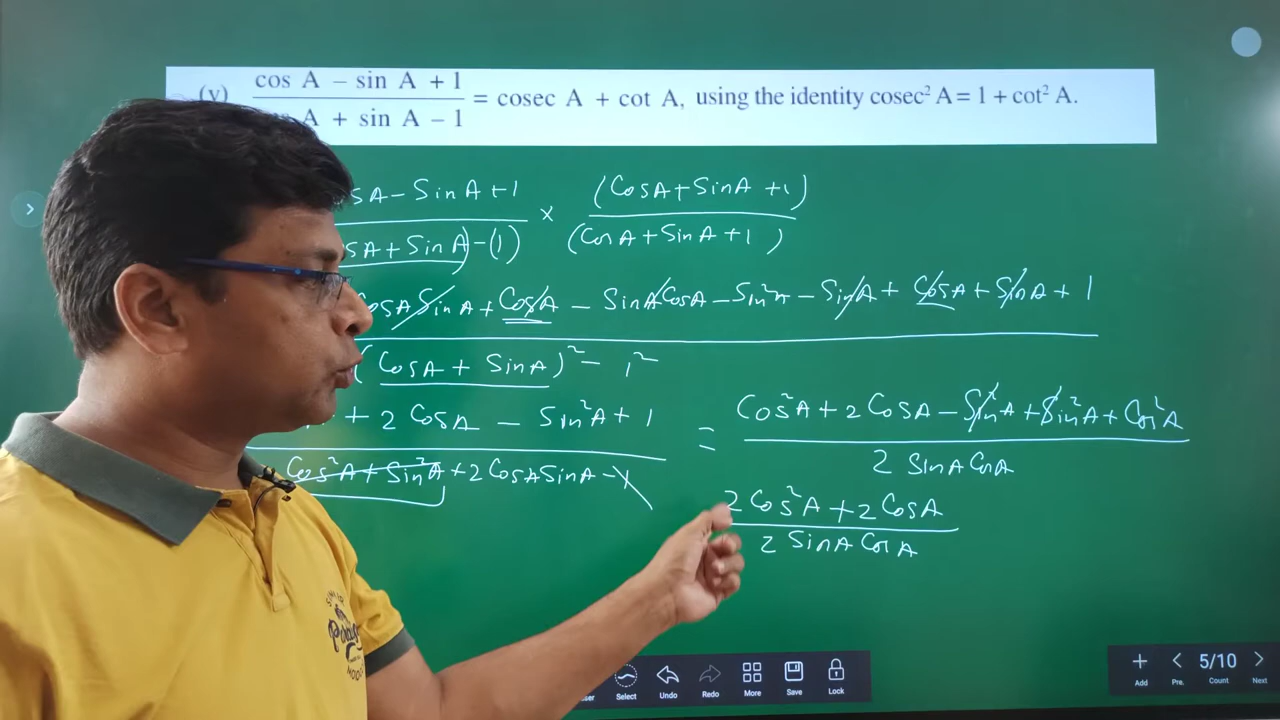 (v) cos A – sin A + 1
A + sin A – 1
= cosec A + cot A, using the identity cosec² A = 1 + cot² A.
sA - SinA + 1
sA + SinA) - (1)
×
(CosA + SinA + 1)
(CosA + SinA + 1)
osA SinA + CosA - SinA CosA - Sin²A - SinA + CosA + SinA + 1
(CosA + SinA)² - 1²
+ 2 CosA - Sin²A + 1
Cos²A + Sin²A + 2 CosA SinA - 1
= Cos²A + 2 CosA - Sin²A + Sin²A + Cos²A
2 SinA CosA
2 Cos²A + 2 CosA
2 SinA CosA
Select Undo Redo More Save Lock
5/10
Add Pre. Count Next